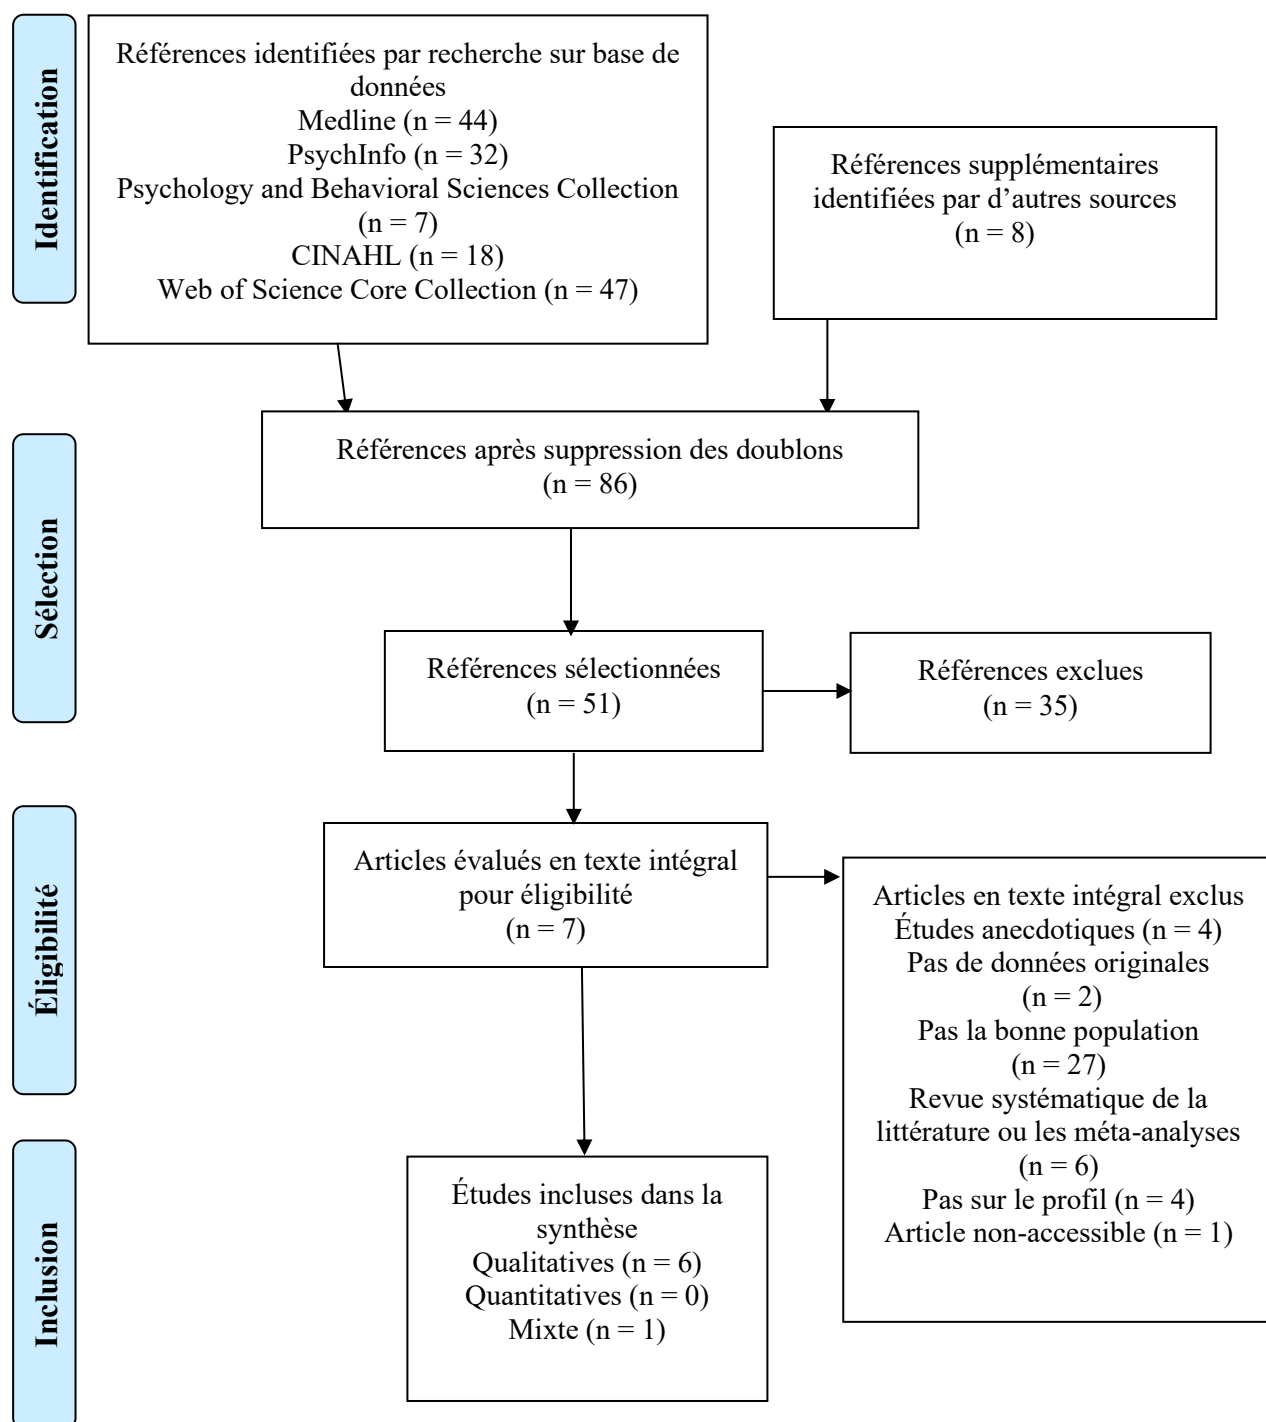 Identification
Références identifiées par recherche sur base de
données
Medline (n = 44)
PsychInfo (n = 32)
Psychology and Behavioral Sciences Collection
(n = 7)
CINAHL (n = 18)
Web of Science Core Collection (n = 47)
Références supplémentaires
identifiées par d’autres sources
(n = 8)
Références après suppression des doublons
(n = 86)
Sélection
Références sélectionnées
(n = 51)
Références exclues
(n = 35)
Éligibilité
Articles évalués en texte intégral
pour éligibilité
(n = 7)
Articles en texte intégral exclus
Études anecdotiques (n = 4)
Pas de données originales
(n = 2)
Pas la bonne population
(n = 27)
Revue systématique de la
littérature ou les méta-analyses
(n = 6)
Pas sur le profil (n = 4)
Article non-accessible (n = 1)
Inclusion
Études incluses dans la
synthèse
Qualitatives (n = 6)
Quantitatives (n = 0)
Mixte (n = 1)